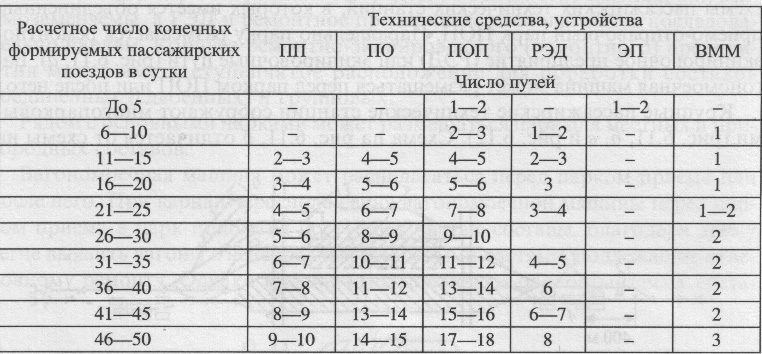 Расчетное число конечных формируемых пассажирских поездов в сутки
Технические средства, устройства
ПП ПО ПОП РЭД ЭП ВММ
Число путей
До 5 – – 1—2 – 1—2 –
6—10 – – 2—3 1—2 – –
11—15 2—3 4—5 4—5 2—3 – 1
16—20 3—4 5—6 5—6 3 – 1
21—25 4—5 6—7 7—8 3—4 – 1—2
26—30 5—6 8—9 9—10 4 – 2
31—35 6—7 10—11 11—12 4—5 – 2
36—40 7—8 11—12 13—14 6 – 2
41—45 8—9 13—14 15—16 6—7 – 2
46—50 9—10 14—15 17—18 8 – 3